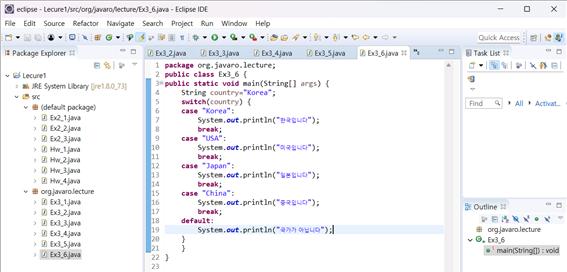 eclipse - Lecure1/src/org/javaro/lecture/Ex3_6.java - Eclipse IDE
File Edit Source Refactor Navigate Search Project Run Window Help
Quick Access
Package Explorer
Lecure1
JRE System Library [jre1.8.0_73]
src
(default package)
Ex2_1.java
Ex2_2.java
Ex2_3.java
Hw_1.java
Hw_2.java
Hw_3.java
Hw_4.java
org.javaro.lecture
Ex3_1.java
Ex3_2.java
Ex3_3.java
Ex3_4.java
Ex3_5.java
Ex3_6.java
Ex3_2.java Ex3_3.java Ex3_4.java Ex3_5.java Ex3_6.java
1 package org.javaro.lecture;
2 public class Ex3_6 {
3 public static void main(String[] args) {
4 String country="Korea";
5 switch(country) {
6 case "Korea":
7 System.out.println("한국입니다");
8 break;
9 case "USA":
10 System.out.println("미국입니다");
11 break;
12 case "Japan":
13 System.out.println("일본입니다");
14 break;
15 case "China":
16 System.out.println("중국입니다");
17 break;
18 default:
19 System.out.println("국가가 아닙니다");
20 }
21 }
22 }
23
Task List
Find All Activat...
Outline
org.javaro.lecture
Ex3_6
main(String[]) : void